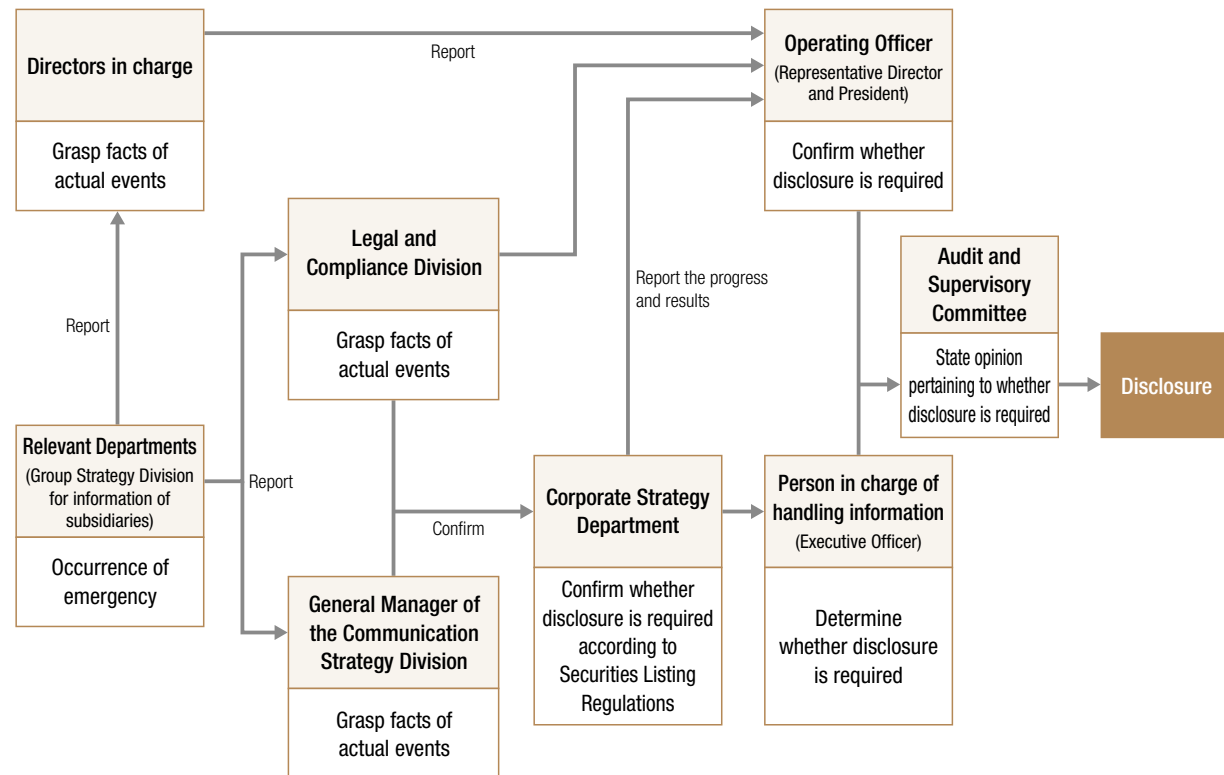 Directors in charge
Grasp facts of
actual events
Report
Operating Officer
(Representative Director
and President)
Confirm whether
disclosure is required
Legal and
Compliance Division
Grasp facts of
actual events
Report the progress
and results
Audit and
Supervisory
Committee
State opinion
pertaining to whether
disclosure is required
Disclosure
Report
Relevant Departments
(Group Strategy Division
for information of
subsidiaries)
Occurrence of
emergency
Report
Confirm
Corporate Strategy
Department
Confirm whether
disclosure is required
according to
Securities Listing
Regulations
Person in charge of
handling information
(Executive Officer)
Determine
whether disclosure
is required
General Manager of
the Communication
Strategy Division
Grasp facts of
actual events